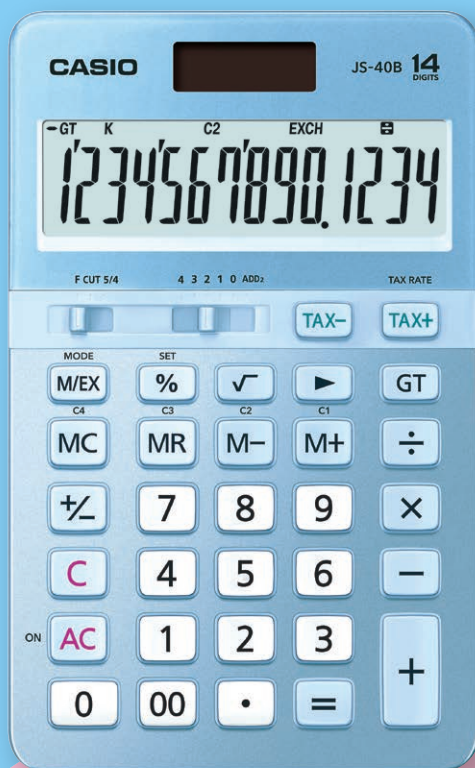 CASIO JS-40B 14 DIGITS
-GT K C2 EXCH
1'234'567'890.1234
F CUT 5/4 4 3 2 1 0 ADD2 TAX RATE
TAX− TAX+
MODE SET
M/EX % √ ► GT
C4 C3 C2 C1
MC MR M− M+ ÷
+/− 7 8 9 ×
C 4 5 6 −
ON AC 1 2 3 +
0 00 • =